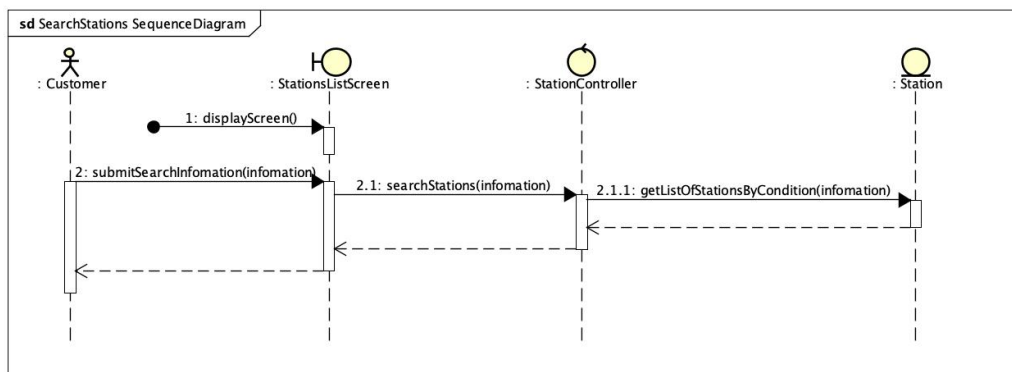 sd SearchStations SequenceDiagram
: Customer
: StationsListScreen
: StationController
: Station
1: displayScreen()
2: submitSearchInfomation(infomation)
2.1: searchStations(infomation)
2.1.1: getListOfStationsByCondition(infomation)